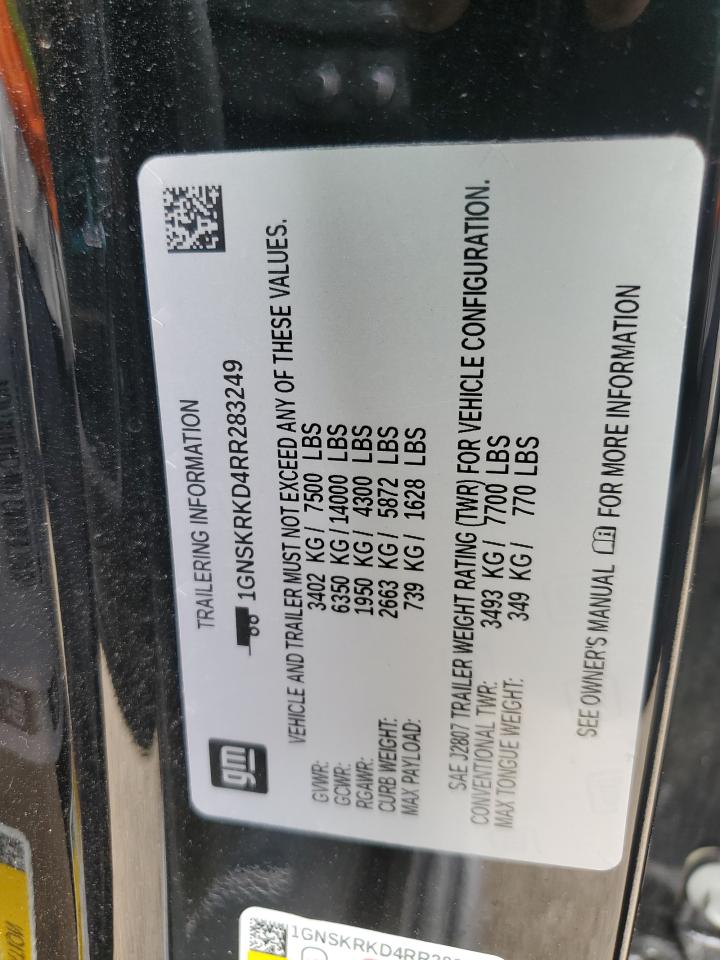 TRAILERING INFORMATION
gm
1GNSKRKD4RR283249
VEHICLE AND TRAILER MUST NOT EXCEED ANY OF THESE VALUES.
GVWR: 3402 KG / 7500 LBS
GCWR: 6350 KG / 14000 LBS
RGAWR: 1950 KG / 4300 LBS
CURB WEIGHT: 2663 KG / 5872 LBS
MAX PAYLOAD: 739 KG / 1628 LBS
SAE J2807 TRAILER WEIGHT RATING (TWR) FOR VEHICLE CONFIGURATION.
CONVENTIONAL TWR: 3493 KG / 7700 LBS
MAX TONGUE WEIGHT: 349 KG / 770 LBS
SEE OWNER'S MANUAL FOR MORE INFORMATION